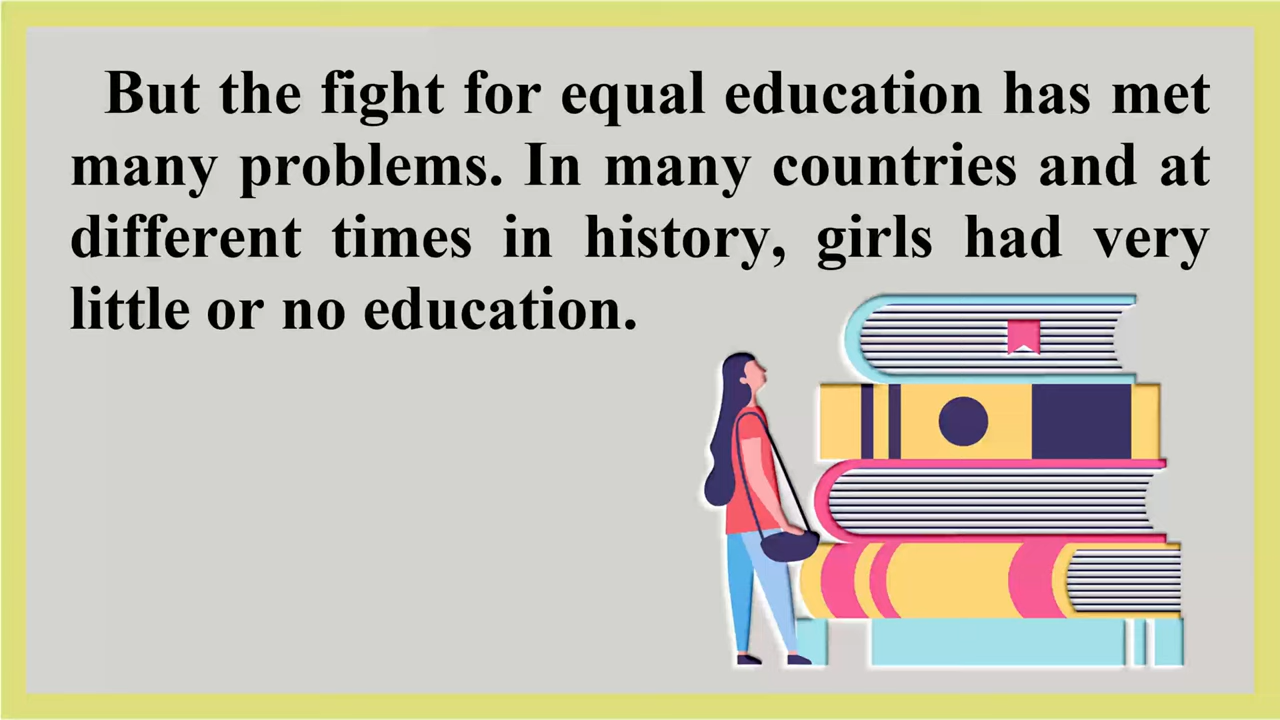 But the fight for equal education has met
many problems. In many countries and at
different times in history, girls had very
little or no education.